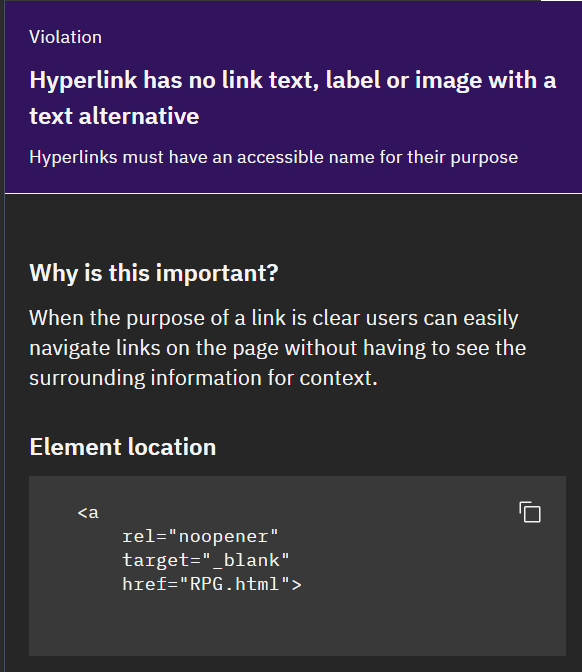 Violation
Hyperlink has no link text, label or image with a
text alternative
Hyperlinks must have an accessible name for their purpose
Why is this important?
When the purpose of a link is clear users can easily
navigate links on the page without having to see the
surrounding information for context.
Element location
<a
rel="noopener"
target="_blank"
href="RPG.html">